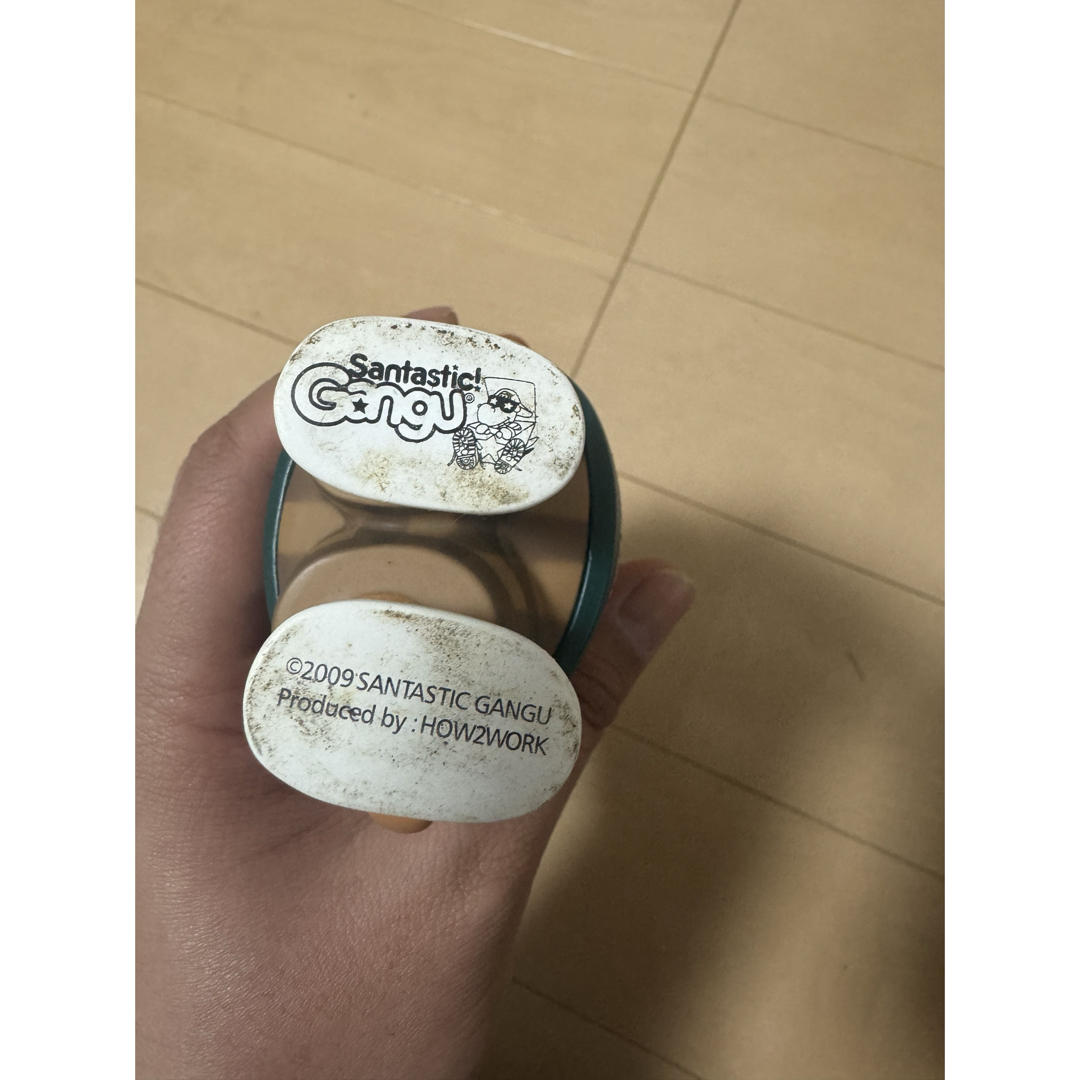 Santastic!
Gangu®
©2009 SANTASTIC GANGU
Produced by : HOW2WORK